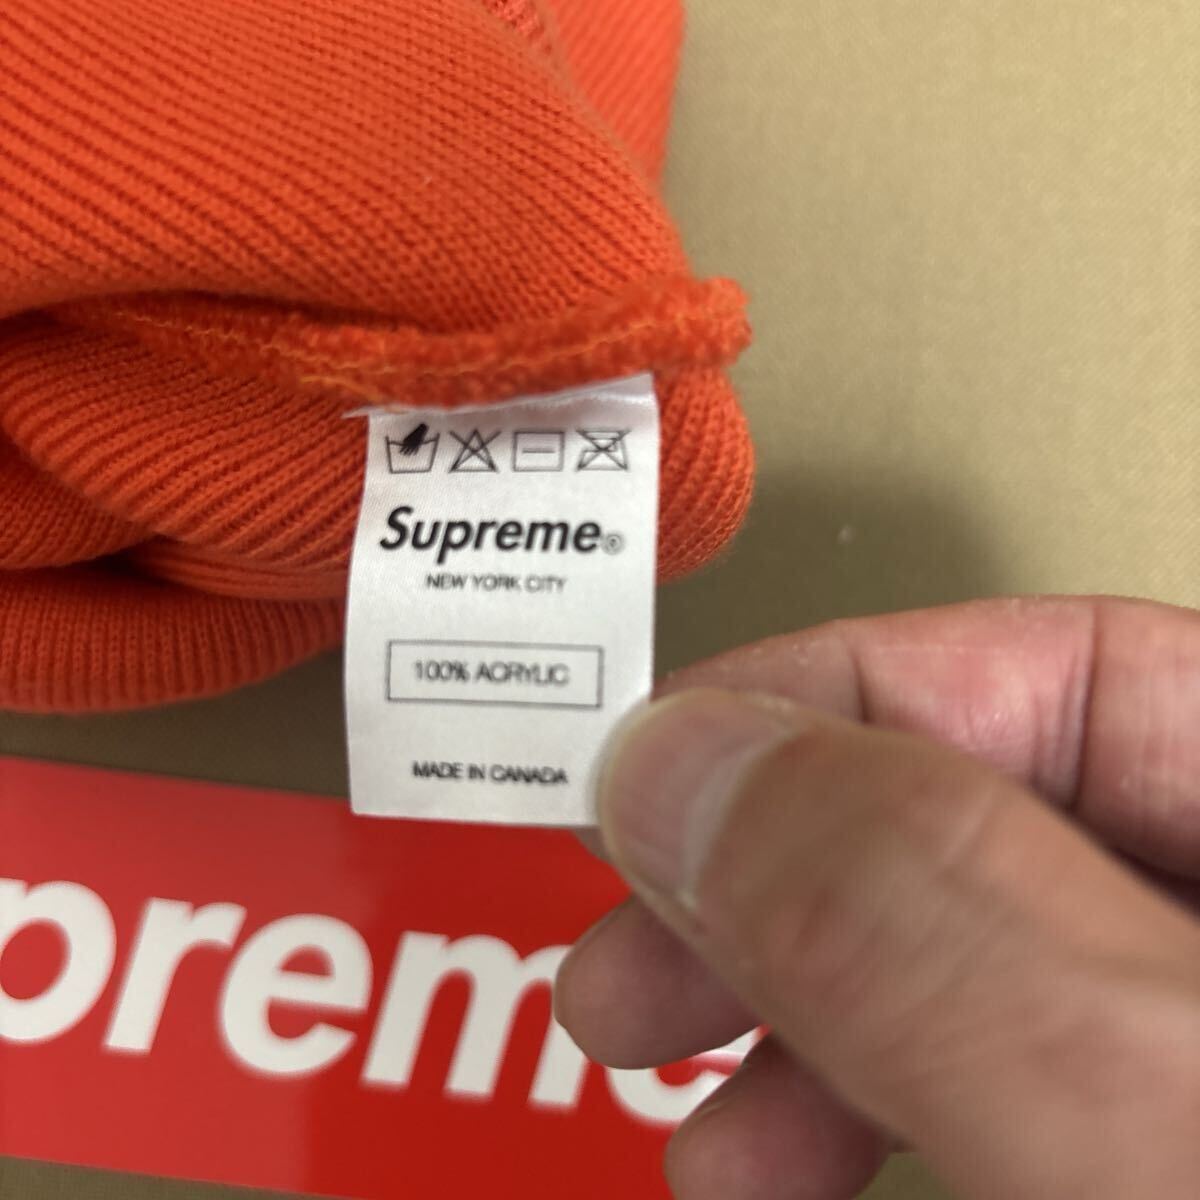 Supreme®
NEW YORK CITY
100% ACRYLIC
MADE IN CANADA
preme